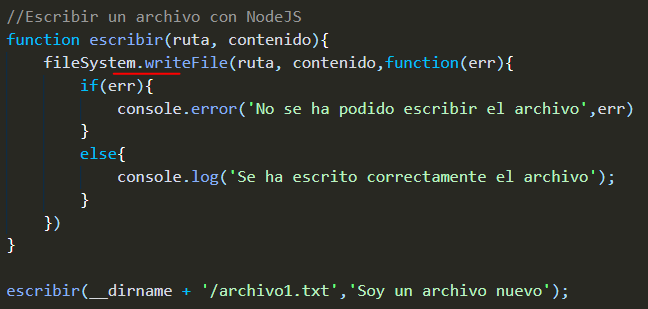 //Escribir un archivo con NodeJS
function escribir(ruta, contenido){
    fileSystem.writeFile(ruta, contenido,function(err){
        if(err){
            console.error('No se ha podido escribir el archivo',err)
        }
        else{
            console.log('Se ha escrito correctamente el archivo');
        }
    })
}

escribir(__dirname + '/archivo1.txt','Soy un archivo nuevo');